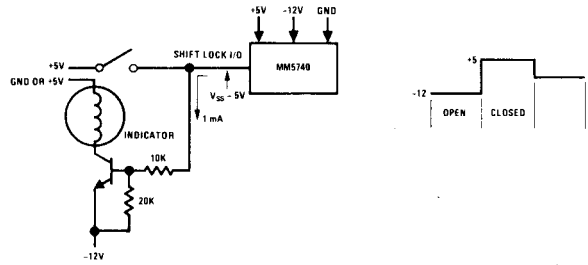 +5V -12V GND
+5V
SHIFT LOCK I/O
MM5740
GND OR +5V
VSS - 5V
1 mA
INDICATOR
10K
20K
-12V
+5
-12
OPEN CLOSED